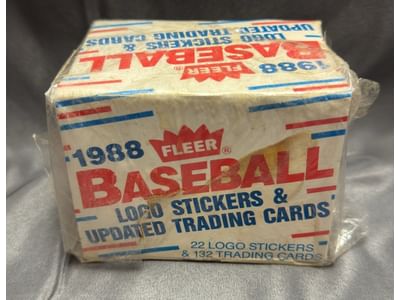 1988 FLEER®
BASEBALL
LOGO STICKERS &
UPDATED TRADING CARDS
1988 FLEER
BASEBALL
LOGO STICKERS &
UPDATED TRADING CARDS
22 LOGO STICKERS
& 132 TRADING CARDS